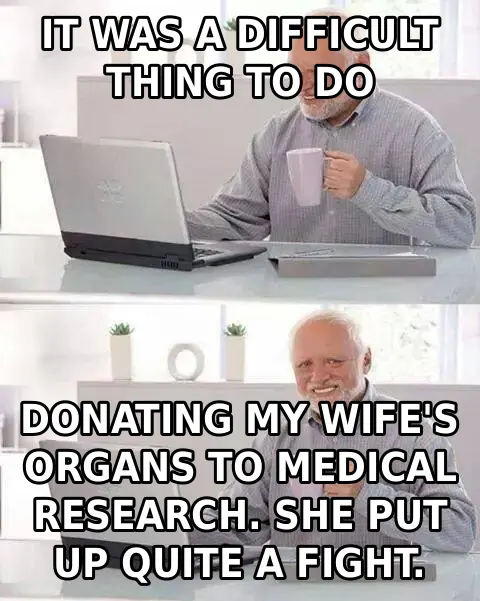 IT WAS A DIFFICULT
THING TO DO
DONATING MY WIFE'S
ORGANS TO MEDICAL
RESEARCH. SHE PUT
UP QUITE A FIGHT.